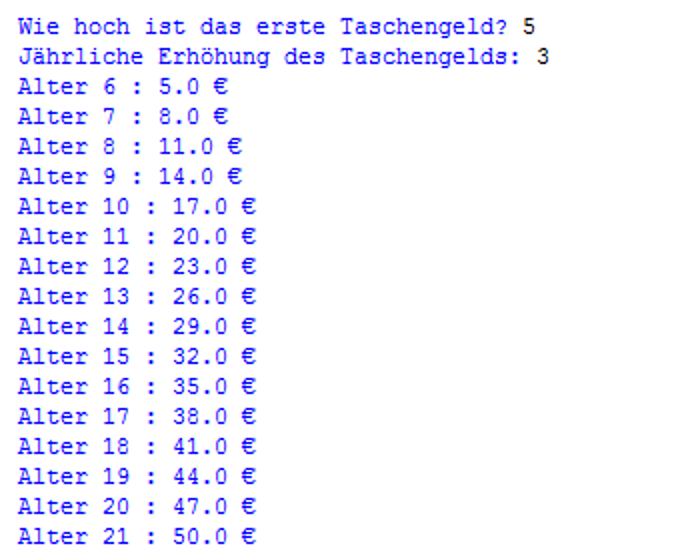 Wie hoch ist das erste Taschengeld? 5
Jährliche Erhöhung des Taschengelds: 3
Alter 6 : 5.0 €
Alter 7 : 8.0 €
Alter 8 : 11.0 €
Alter 9 : 14.0 €
Alter 10 : 17.0 €
Alter 11 : 20.0 €
Alter 12 : 23.0 €
Alter 13 : 26.0 €
Alter 14 : 29.0 €
Alter 15 : 32.0 €
Alter 16 : 35.0 €
Alter 17 : 38.0 €
Alter 18 : 41.0 €
Alter 19 : 44.0 €
Alter 20 : 47.0 €
Alter 21 : 50.0 €